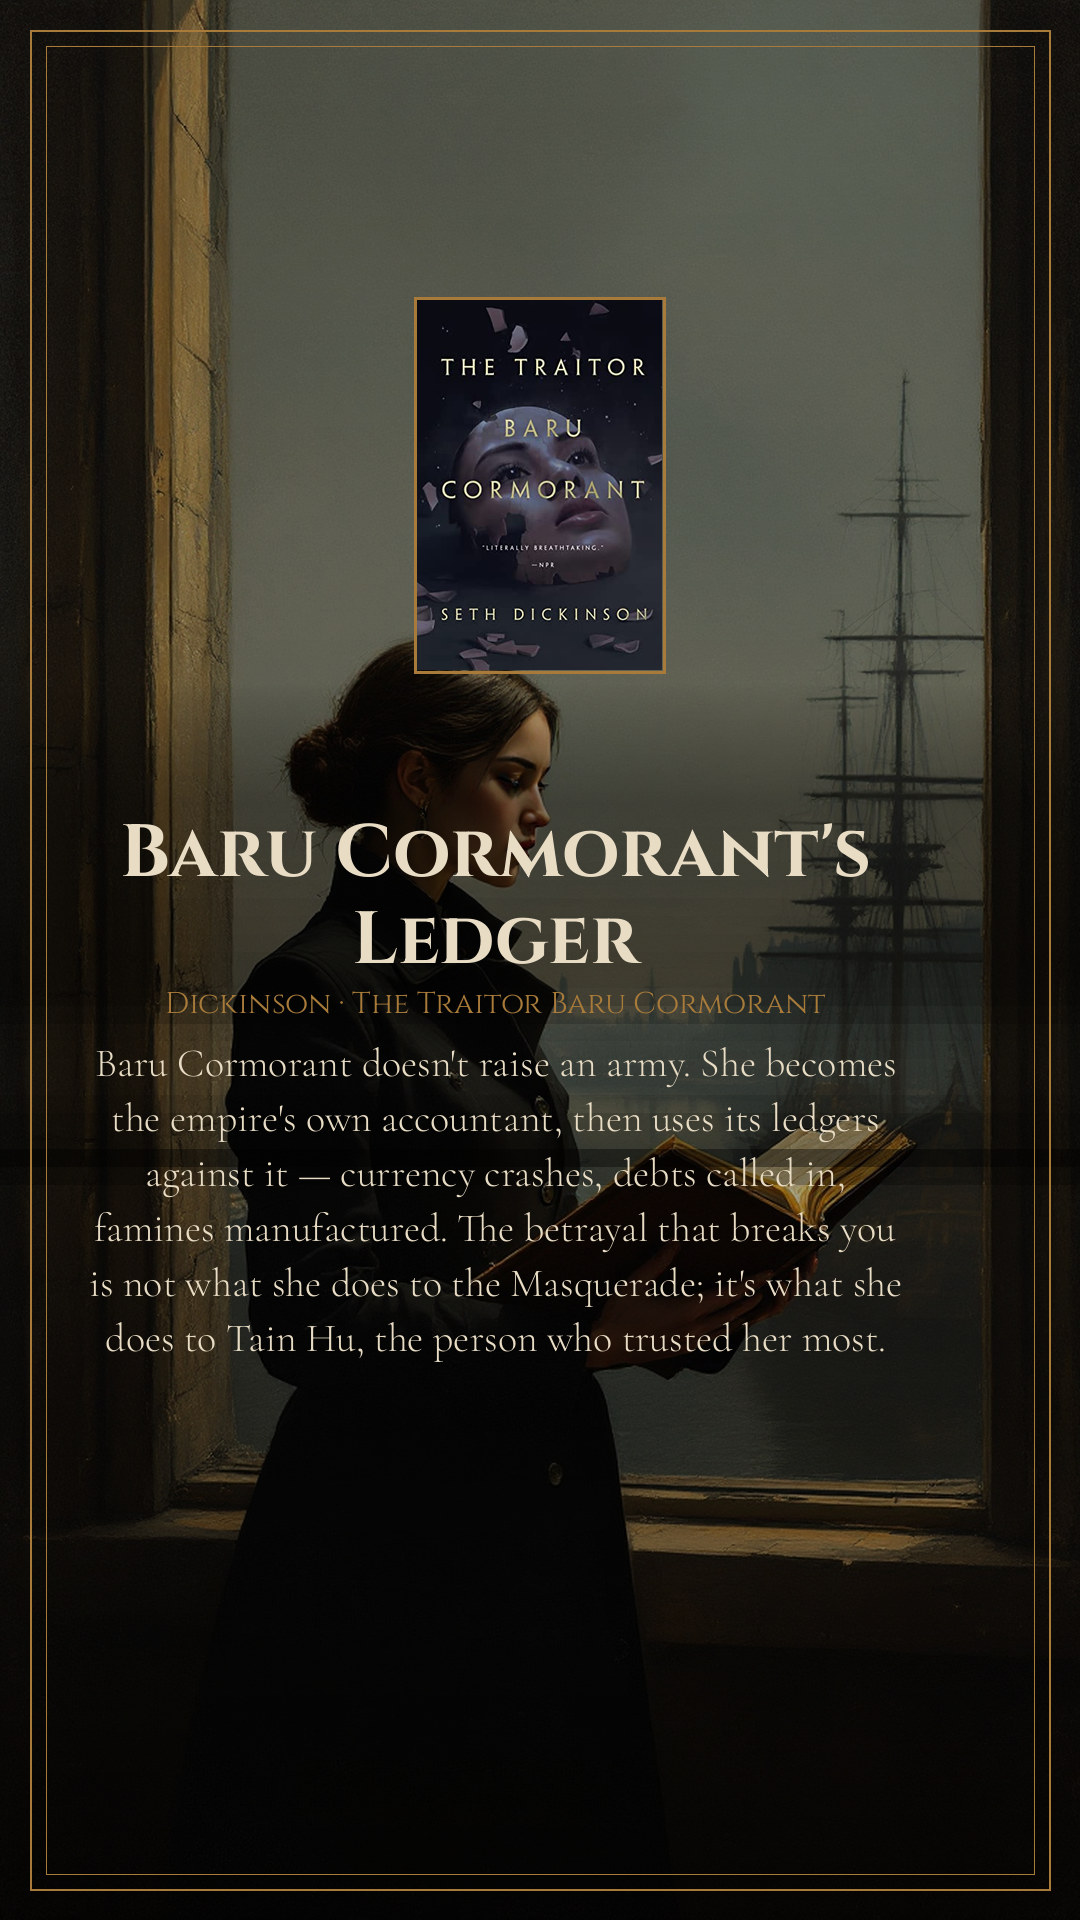 THE TRAITOR
BARU
CORMORANT
"LITERALLY BREATHTAKING."
—NPR
SETH DICKINSON
BARU CORMORANT'S
LEDGER
DICKINSON · THE TRAITOR BARU CORMORANT
Baru Cormorant doesn't raise an army. She becomes
the empire's own accountant, then uses its ledgers
against it — currency crashes, debts called in,
famines manufactured. The betrayal that breaks you
is not what she does to the Masquerade; it's what she
does to Tain Hu, the person who trusted her most.